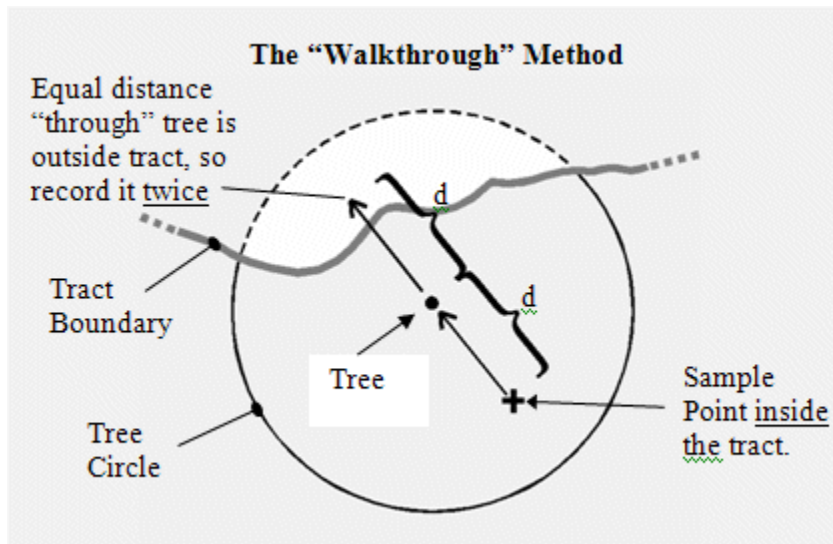 The “Walkthrough” Method
Equal distance
“through” tree is
outside tract, so
record it twice
d
d
Tract
Boundary
Tree
Sample
Point inside
the tract.
Tree
Circle